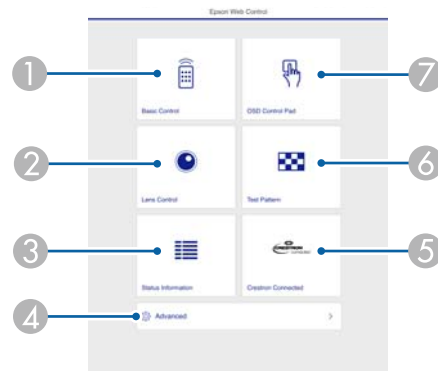 Epson Web Control
1
7
Basic Control
OSD Control Pad
2
6
Lens Control
Test Pattern
3
5
CRESTRON
Status Information
Crestron Connected
4
Advanced